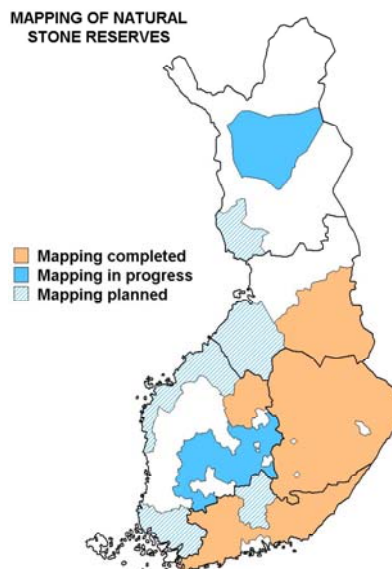 MAPPING OF NATURAL
STONE RESERVES
Mapping completed
Mapping in progress
Mapping planned